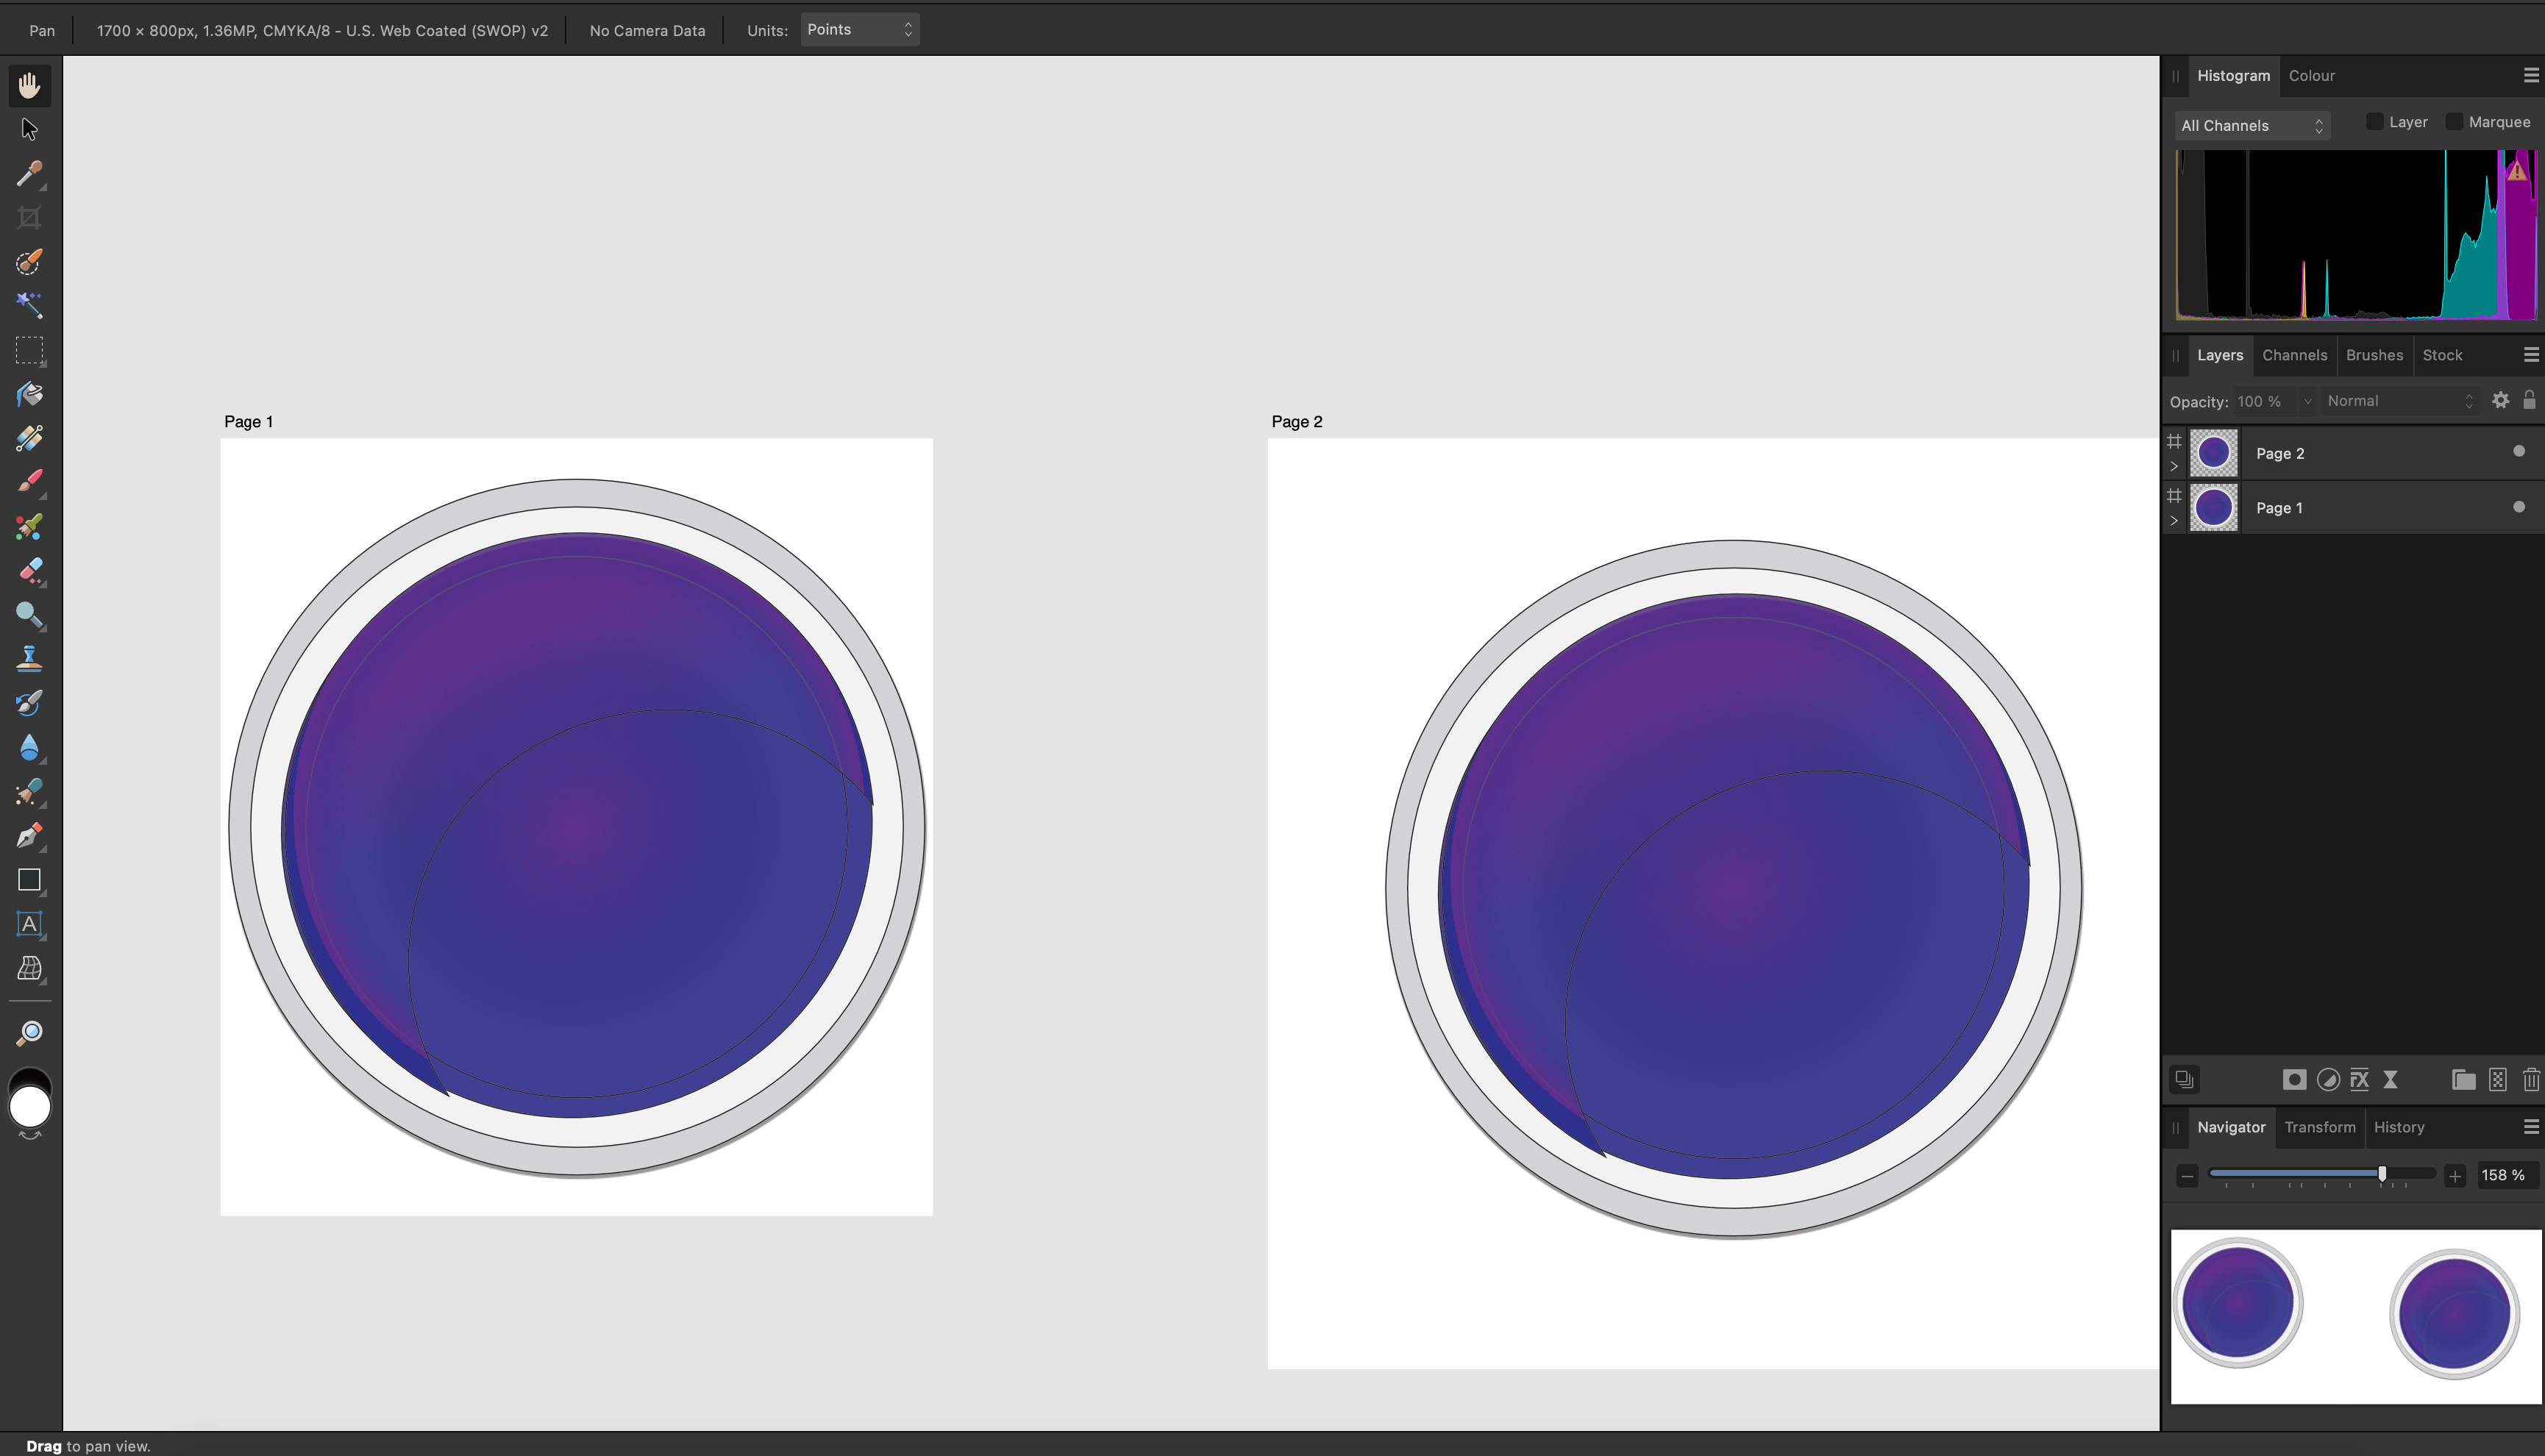 Pan
1700 × 800px, 1.36MP, CMYKA/8 - U.S. Web Coated (SWOP) v2
No Camera Data
Units:
Points
Histogram
Colour
All Channels
Layer
Marquee
Layers
Channels
Brushes
Stock
Opacity:
100 %
Normal
Page 2
Page 1
Page 1
Page 2
A
FX
Navigator
Transform
History
158 %
Drag to pan view.